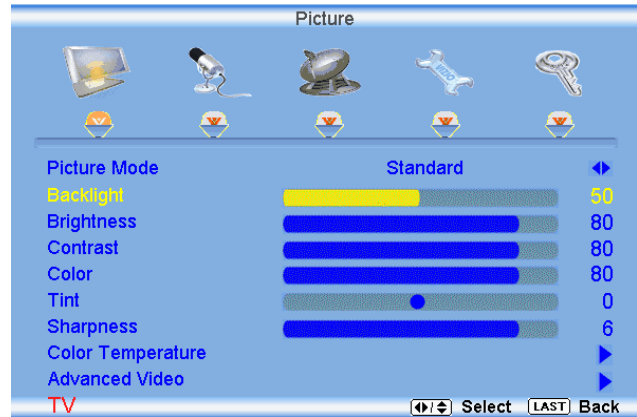 Picture
Picture Mode Standard
Backlight 50
Brightness 80
Contrast 80
Color 80
Tint 0
Sharpness 6
Color Temperature
Advanced Video
TV Select LAST Back